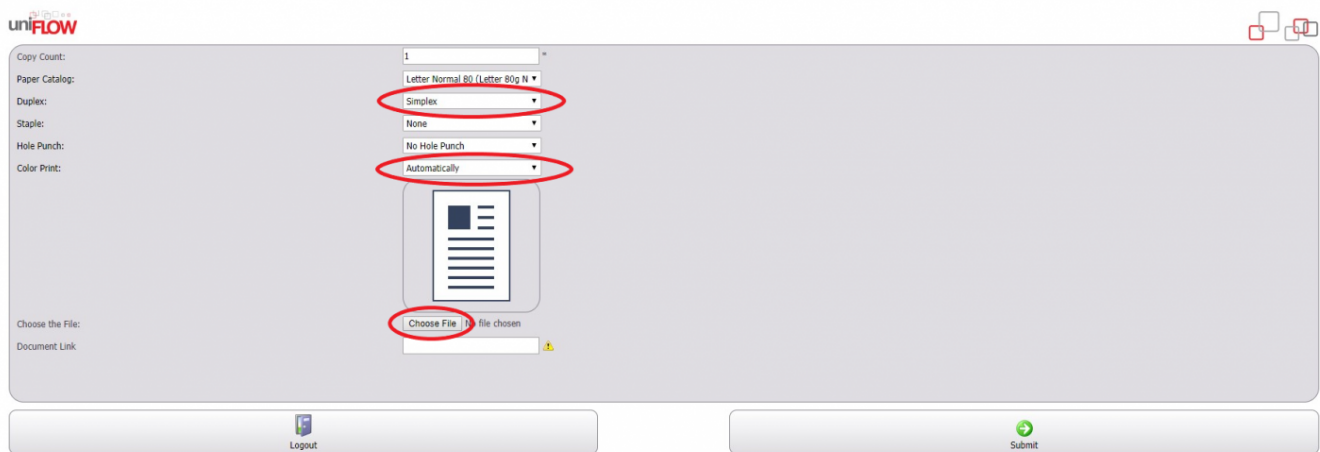 uniFLOW
Copy Count: 1 *
Paper Catalog: Letter Normal 80 (Letter 80g N
Duplex: Simplex
Staple: None
Hole Punch: No Hole Punch
Color Print: Automatically
Choose the File: Choose File No file chosen
Document Link
Logout Submit